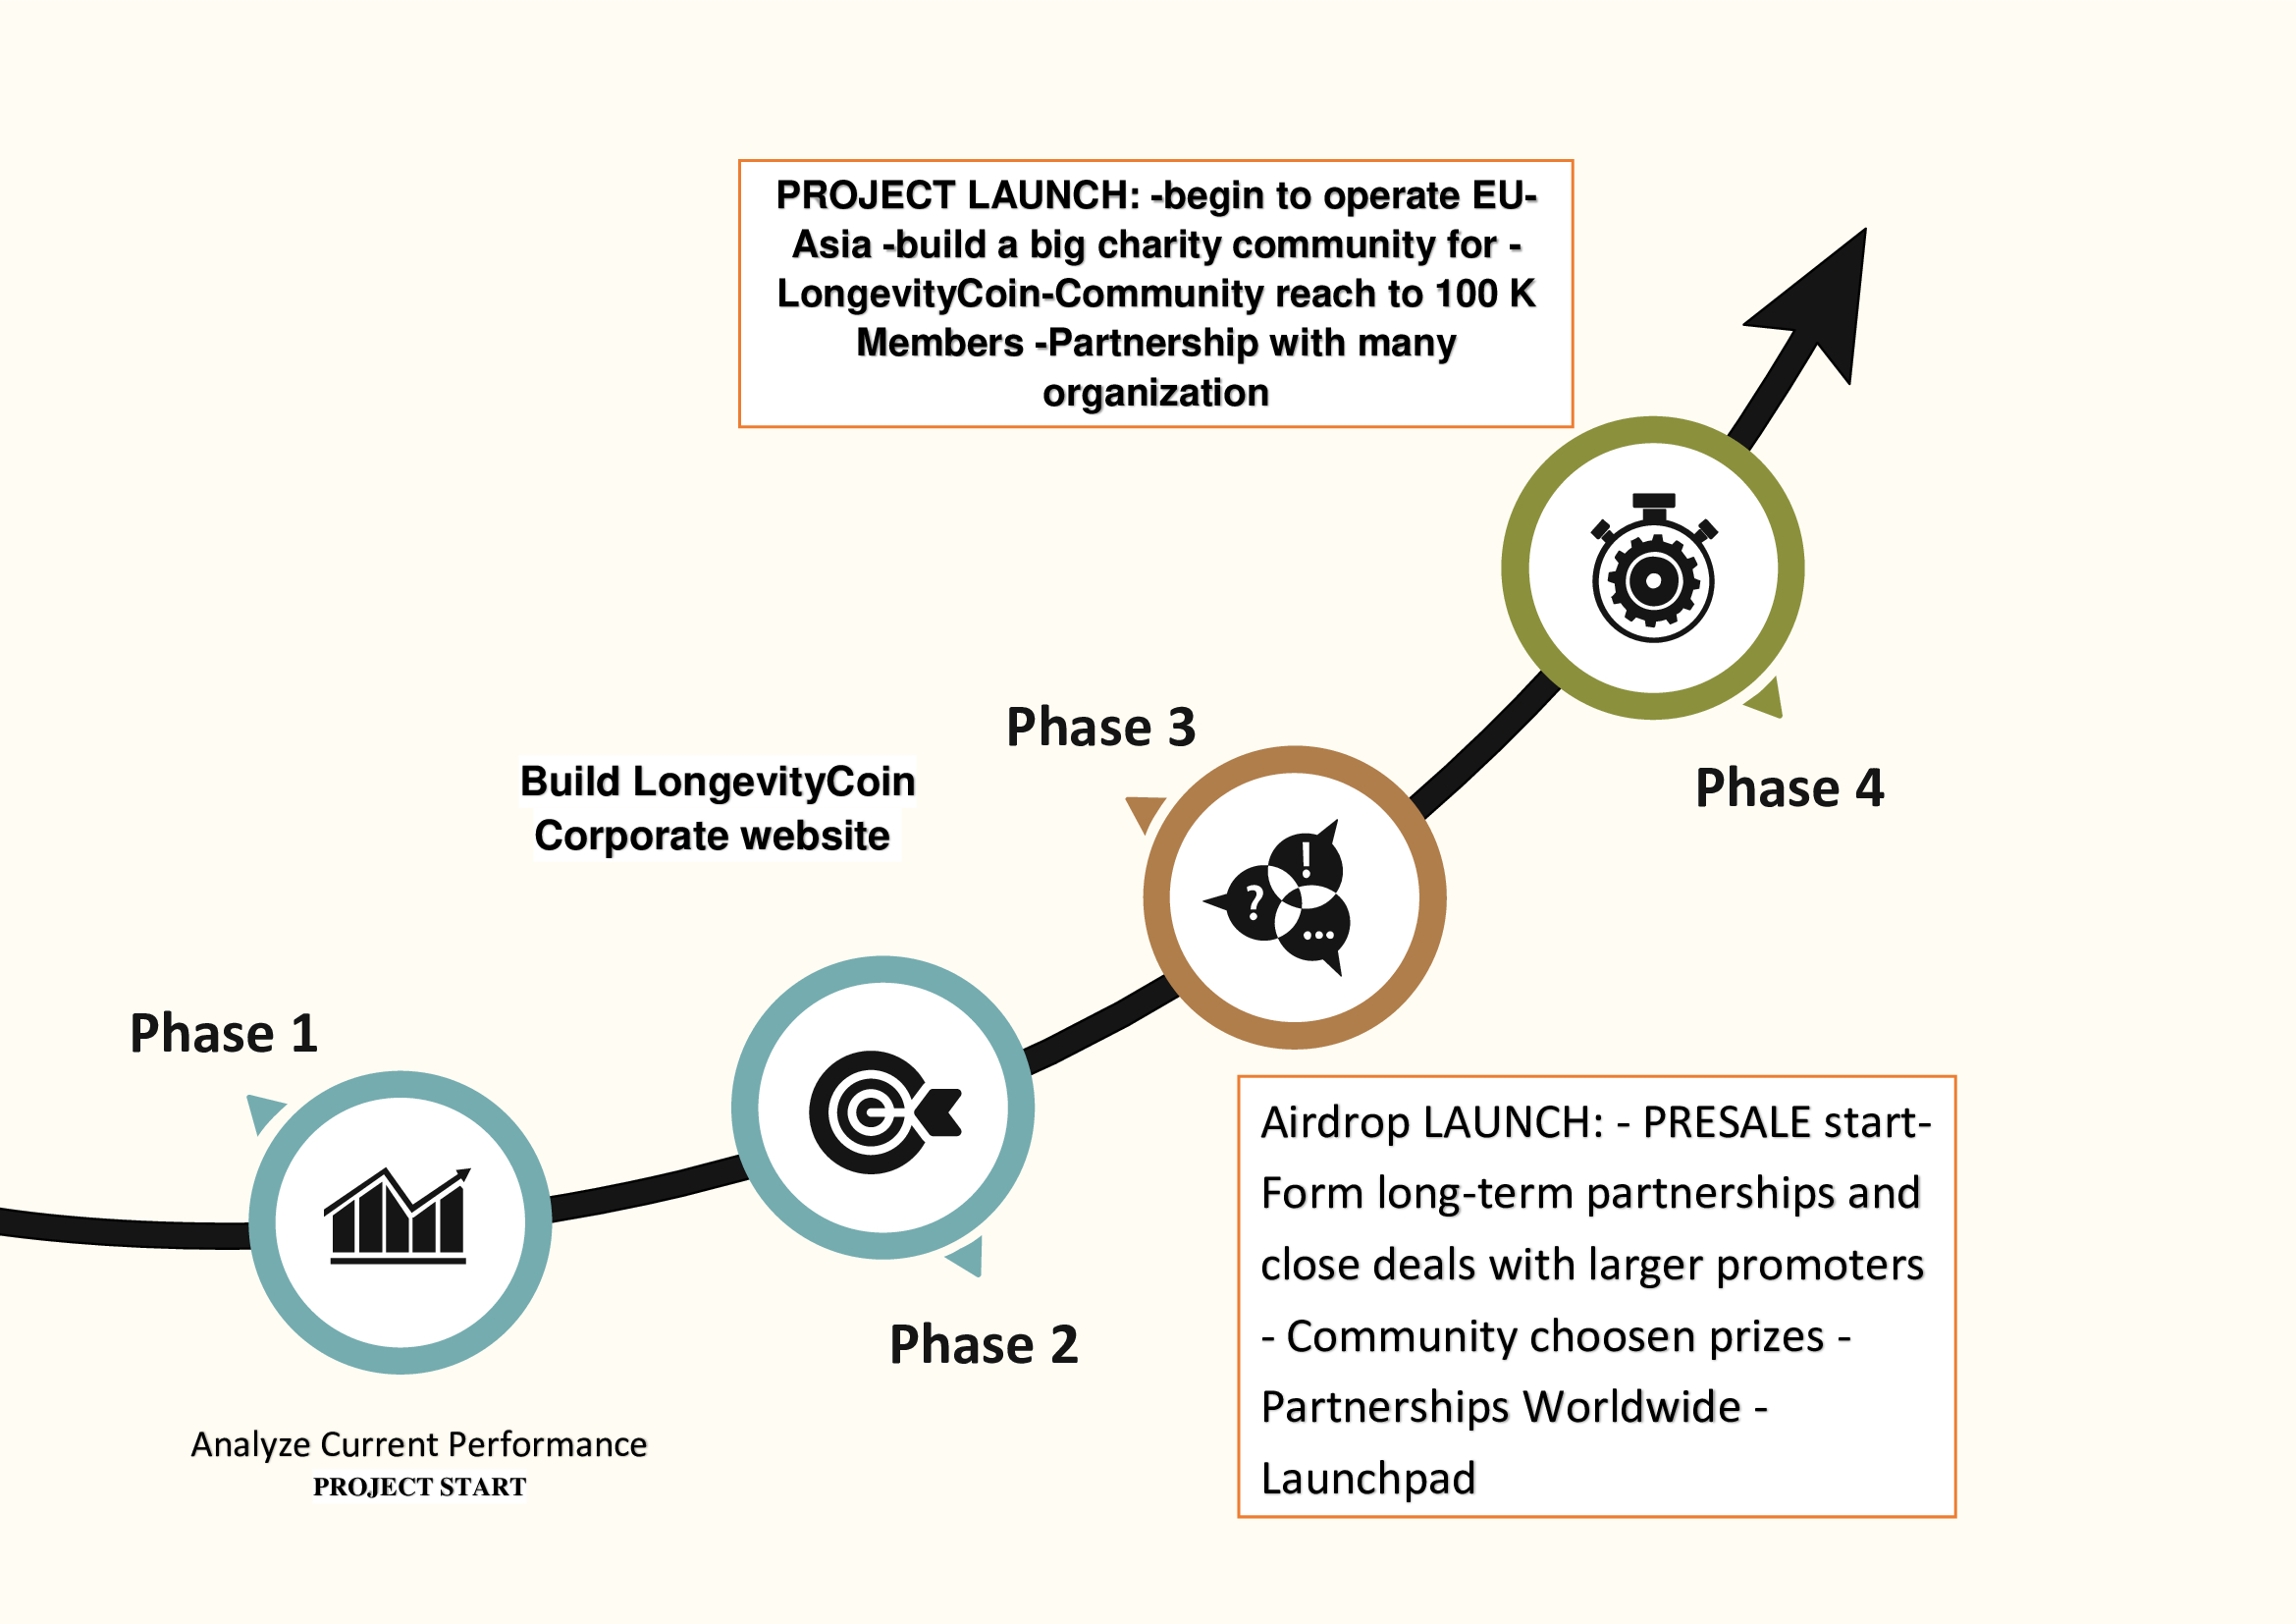 PROJECT LAUNCH: -begin to operate EU-
Asia -build a big charity community for -
LongevityCoin-Community reach to 100 K
Members -Partnership with many
organization
Phase 3
Build LongevityCoin
Corporate website
Phase 4
! ? ...
Phase 1
Airdrop LAUNCH: - PRESALE start-
Form long-term partnerships and
close deals with larger promoters
- Community choosen prizes -
Partnerships Worldwide -
Launchpad
Phase 2
Analyze Current Performance
PROJECT START